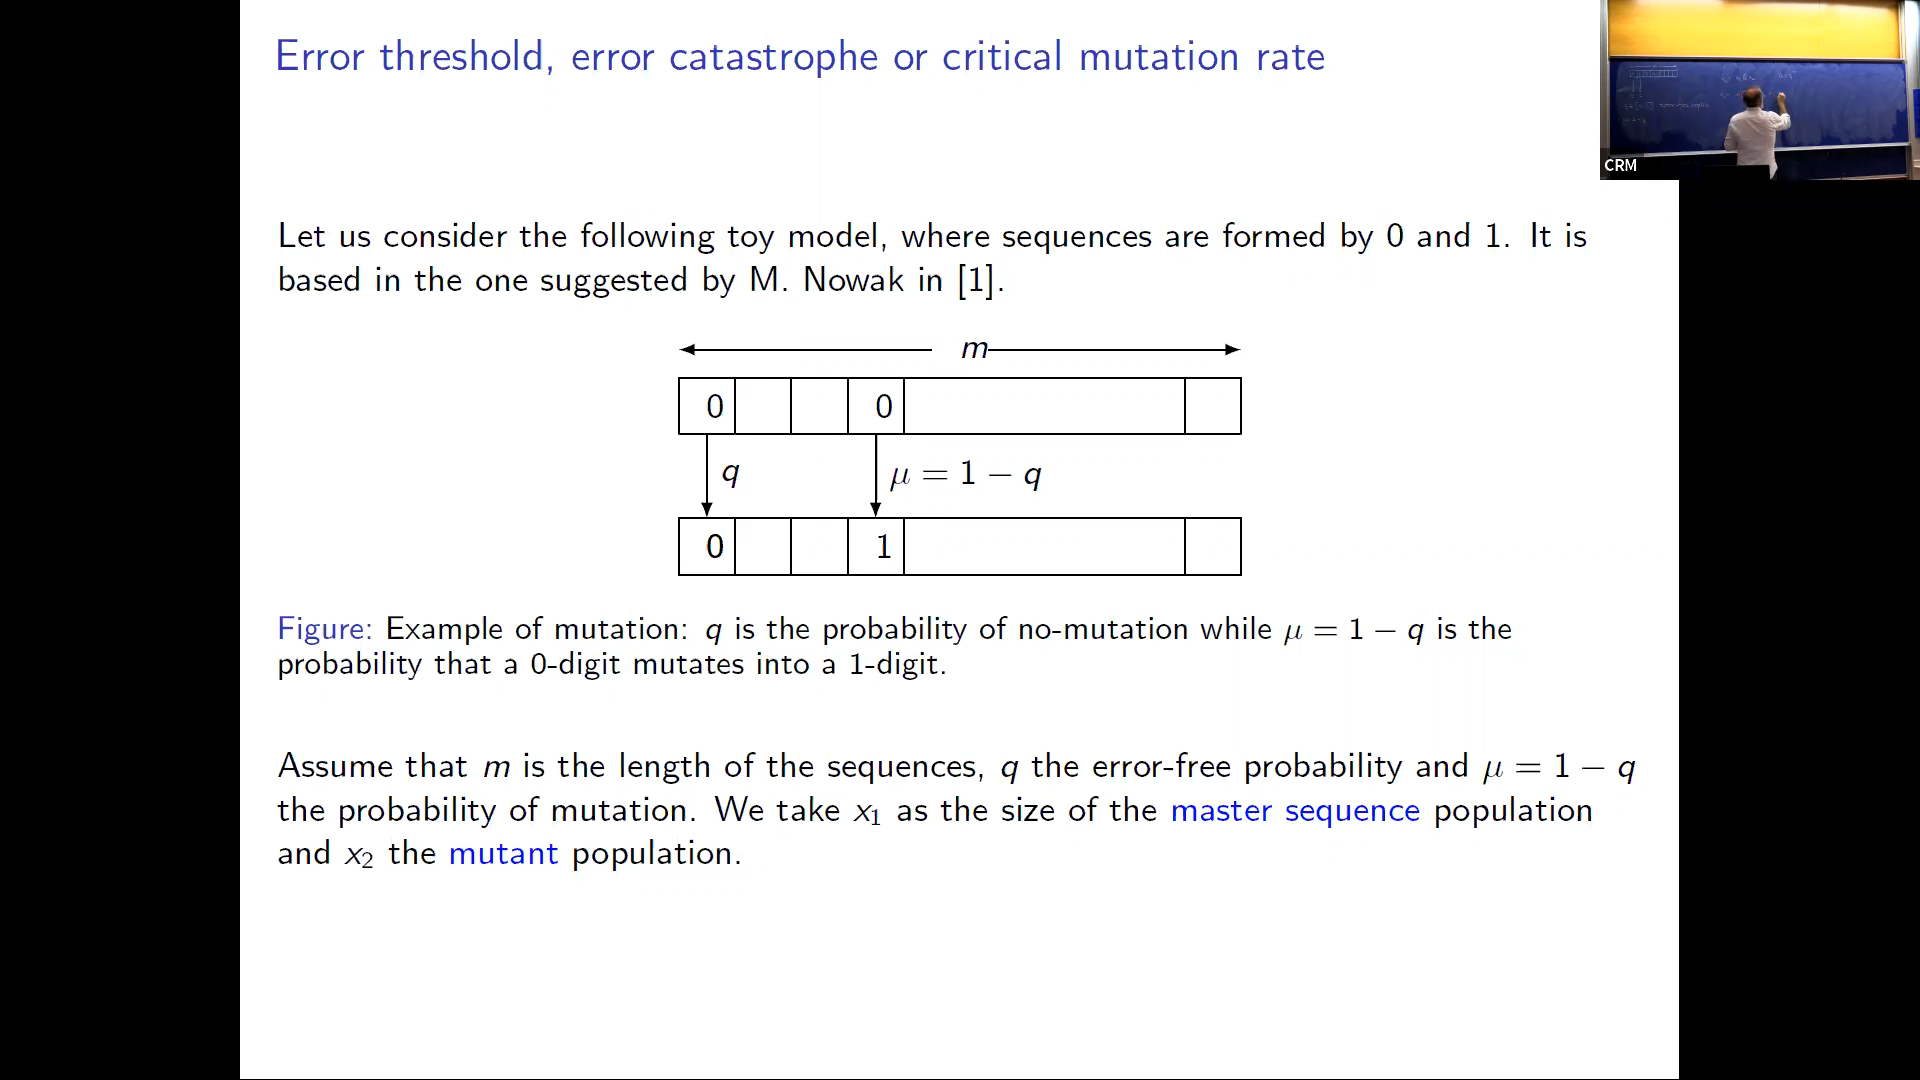 Error threshold, error catastrophe or critical mutation rate
CRM
Let us consider the following toy model, where sequences are formed by 0 and 1. It is
based in the one suggested by M. Nowak in [1].
m
0 0
q μ = 1 − q
0 1
Figure: Example of mutation: q is the probability of no-mutation while μ = 1 − q is the
probability that a 0-digit mutates into a 1-digit.
Assume that m is the length of the sequences, q the error-free probability and μ = 1 − q
the probability of mutation. We take x₁ as the size of the master sequence population
and x₂ the mutant population.